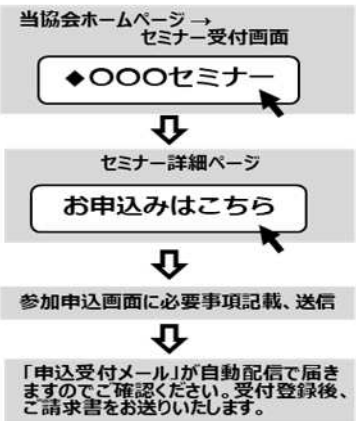 当協会ホームページ →
セミナー受付画面
◆○○○セミナー
セミナー詳細ページ
お申込みはこちら
参加申込画面に必要事項記載、送信
「申込受付メール」が自動配信で届き
ますのでご確認ください。受付登録後、
ご請求書をお送りいたします。